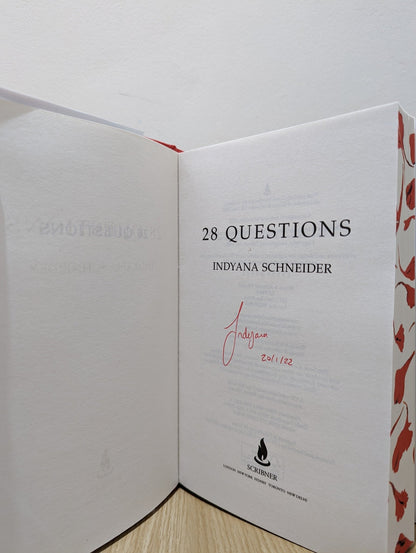 28 QUESTIONS
INDYANA SCHNEIDER
Indyana
20/1/22
SCRIBNER
LONDON NEW YORK SYDNEY TORONTO NEW DELHI